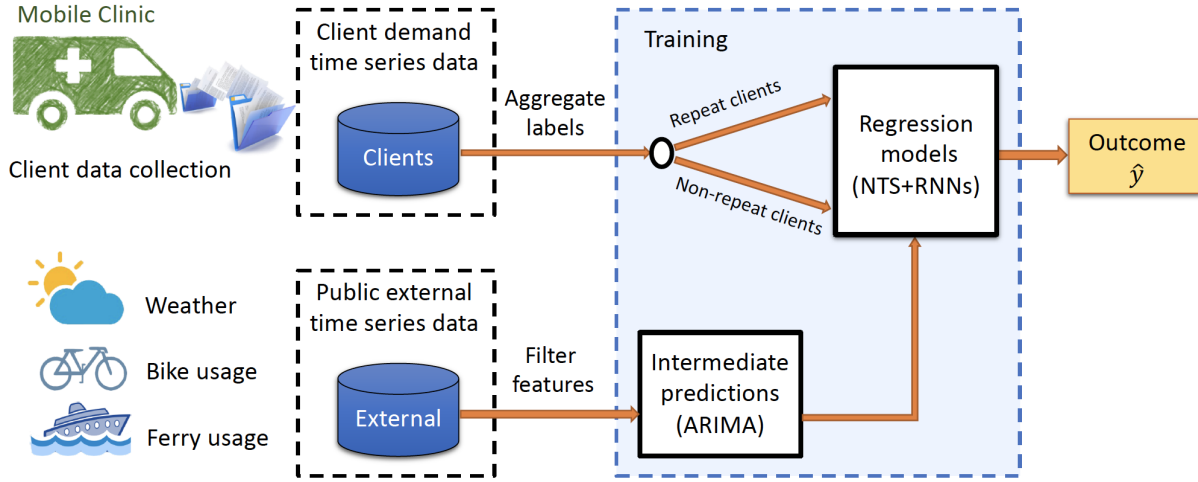 Mobile Clinic
Client data collection
Client demand
time series data
Clients
Aggregate
labels
Training
Repeat clients
Non-repeat clients
Regression
models
(NTS+RNNs)
Outcome
ŷ
Weather
Bike usage
Ferry usage
Public external
time series data
External
Filter
features
Intermediate
predictions
(ARIMA)